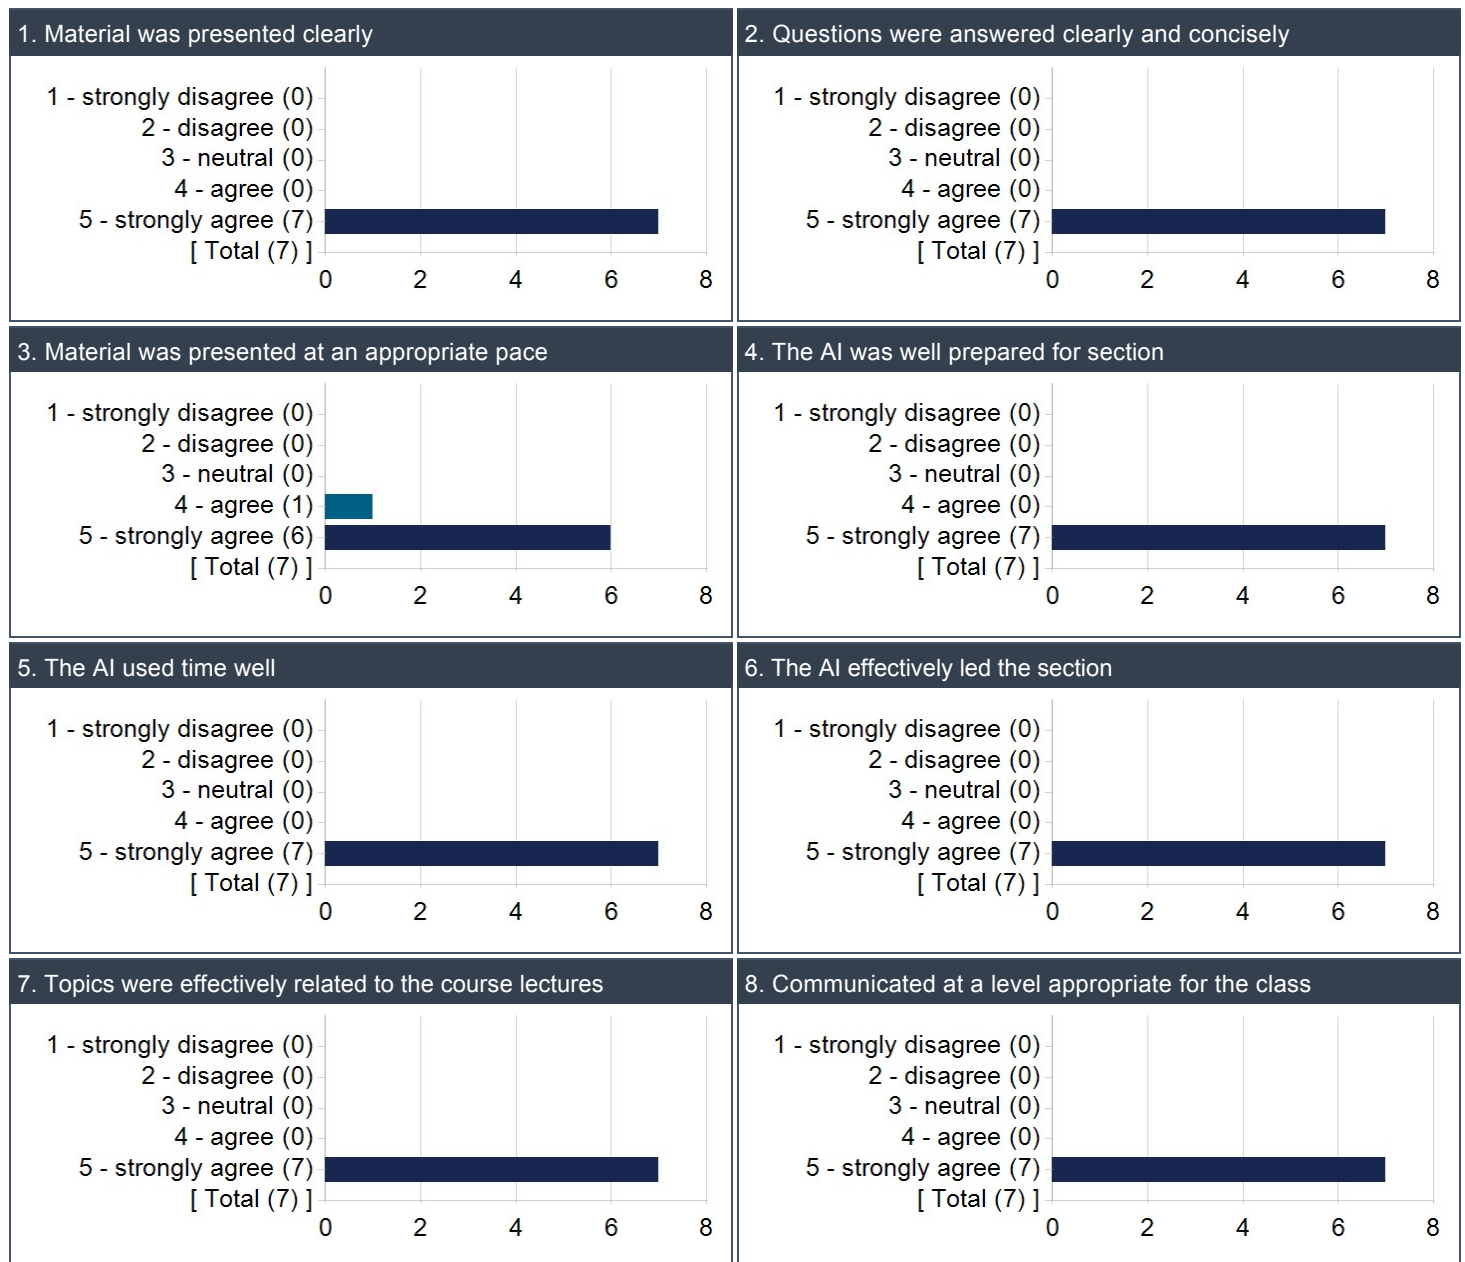 1. Material was presented clearly
1 - strongly disagree (0)
2 - disagree (0)
3 - neutral (0)
4 - agree (0)
5 - strongly agree (7)
[ Total (7) ]
0 2 4 6 8
2. Questions were answered clearly and concisely
1 - strongly disagree (0)
2 - disagree (0)
3 - neutral (0)
4 - agree (0)
5 - strongly agree (7)
[ Total (7) ]
0 2 4 6 8
3. Material was presented at an appropriate pace
1 - strongly disagree (0)
2 - disagree (0)
3 - neutral (0)
4 - agree (1)
5 - strongly agree (6)
[ Total (7) ]
0 2 4 6 8
4. The AI was well prepared for section
1 - strongly disagree (0)
2 - disagree (0)
3 - neutral (0)
4 - agree (0)
5 - strongly agree (7)
[ Total (7) ]
0 2 4 6 8
5. The AI used time well
1 - strongly disagree (0)
2 - disagree (0)
3 - neutral (0)
4 - agree (0)
5 - strongly agree (7)
[ Total (7) ]
0 2 4 6 8
6. The AI effectively led the section
1 - strongly disagree (0)
2 - disagree (0)
3 - neutral (0)
4 - agree (0)
5 - strongly agree (7)
[ Total (7) ]
0 2 4 6 8
7. Topics were effectively related to the course lectures
1 - strongly disagree (0)
2 - disagree (0)
3 - neutral (0)
4 - agree (0)
5 - strongly agree (7)
[ Total (7) ]
0 2 4 6 8
8. Communicated at a level appropriate for the class
1 - strongly disagree (0)
2 - disagree (0)
3 - neutral (0)
4 - agree (0)
5 - strongly agree (7)
[ Total (7) ]
0 2 4 6 8